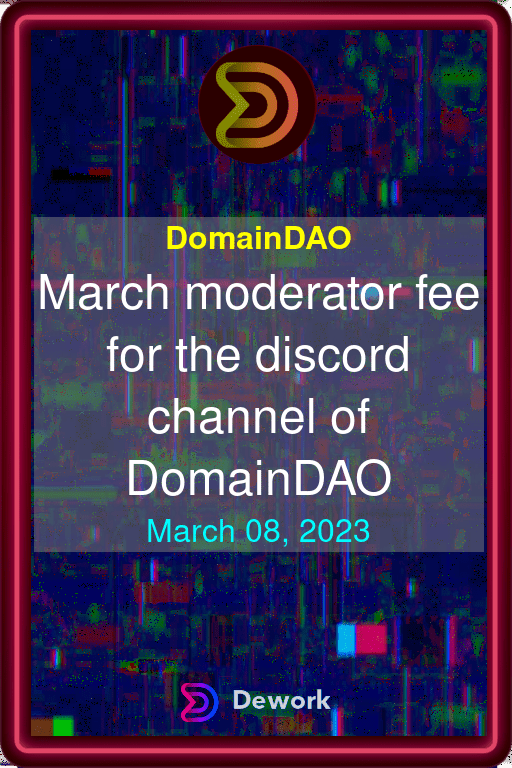 DomainDAO
March moderator fee
for the discord
channel of
DomainDAO
March 08, 2023
Dework